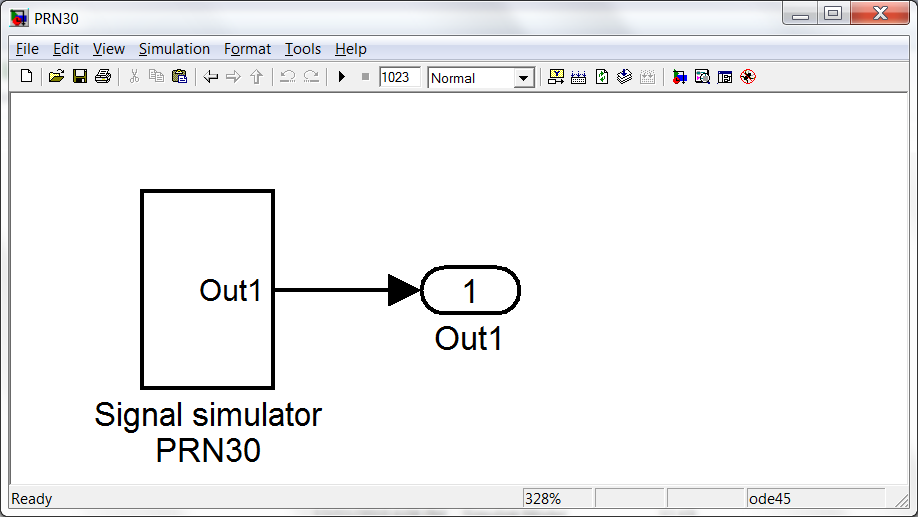 PRN30
File Edit View Simulation Format Tools Help
1023 Normal
Out1
1
Out1
Signal simulator
PRN30
Ready 328% ode45